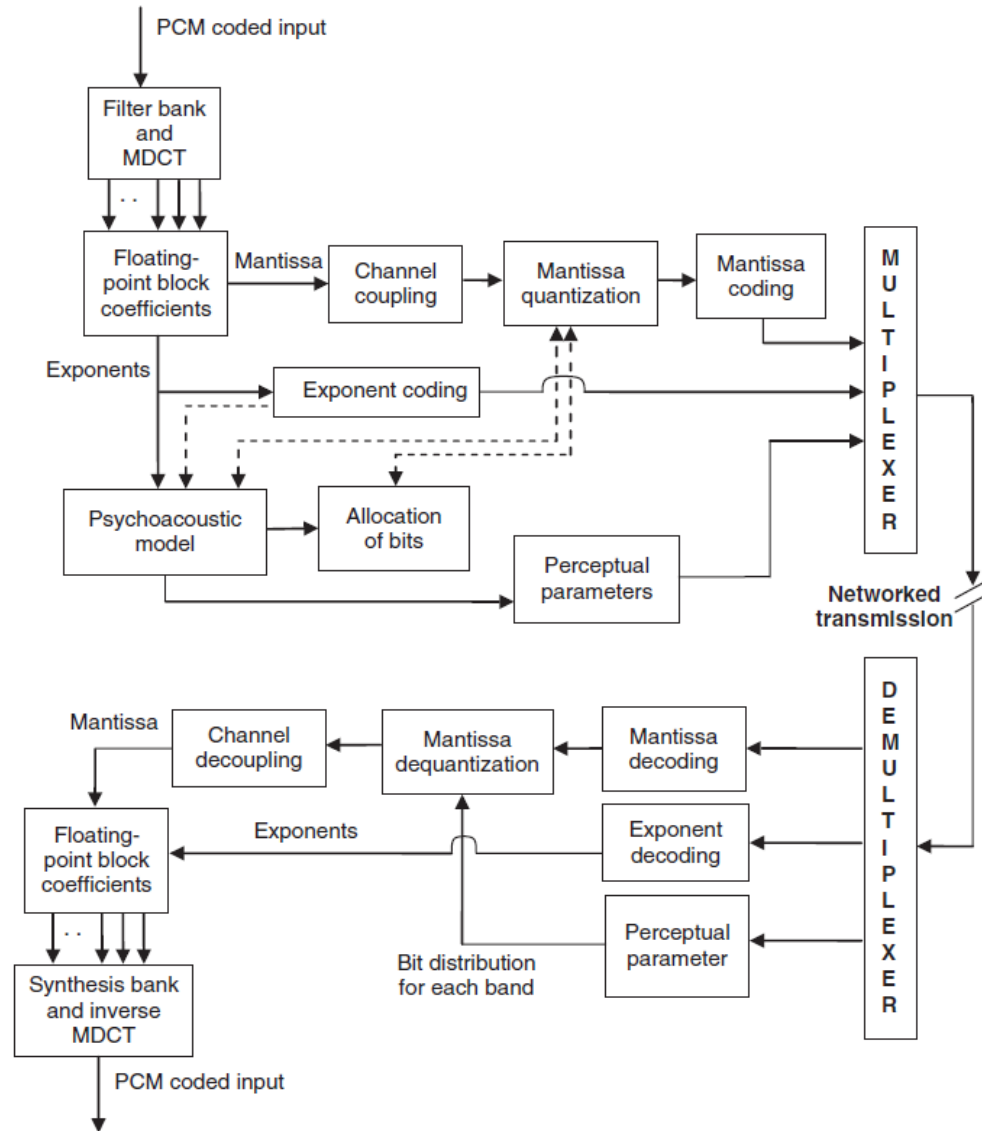 PCM coded input
Filter bank
and
MDCT
. .
Floating-
point block
coefficients
Mantissa
Channel
coupling
Mantissa
quantization
Mantissa
coding
Exponents
Exponent coding
Psychoacoustic
model
Allocation
of bits
Perceptual
parameters
M
U
L
T
I
P
L
E
X
E
R
Networked
transmission
D
E
M
U
L
T
I
P
L
E
X
E
R
Mantissa
decoding
Mantissa
dequantization
Channel
decoupling
Mantissa
Exponent
decoding
Exponents
Floating-
point block
coefficients
Perceptual
parameter
Bit distribution
for each band
. .
Synthesis bank
and inverse
MDCT
PCM coded input